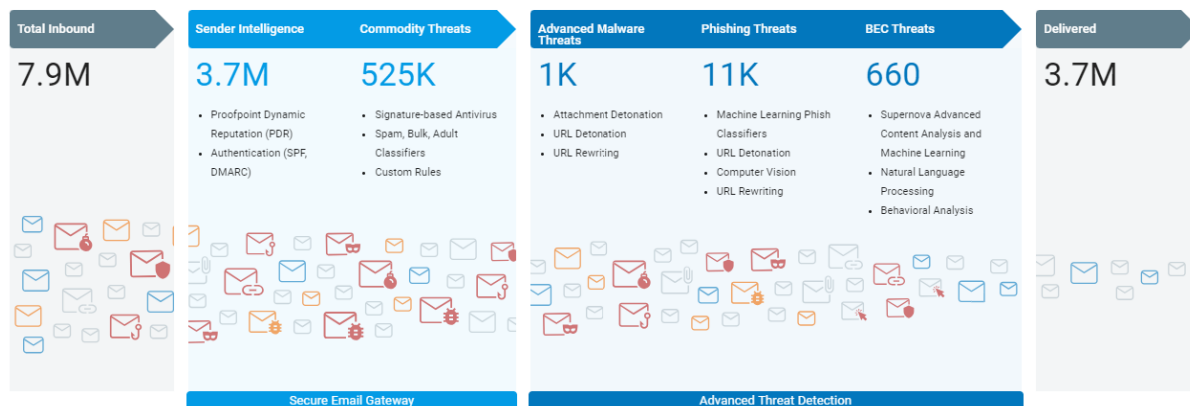 Total Inbound
7.9M
Sender Intelligence
3.7M
• Proofpoint Dynamic
Reputation (PDR)
• Authentication (SPF,
DMARC)
Commodity Threats
525K
• Signature-based Antivirus
• Spam, Bulk, Adult
Classifiers
• Custom Rules
Secure Email Gateway
Advanced Malware
Threats
1K
• Attachment Detonation
• URL Detonation
• URL Rewriting
Phishing Threats
11K
• Machine Learning Phish
Classifiers
• URL Detonation
• Computer Vision
• URL Rewriting
BEC Threats
660
• Supernova Advanced
Content Analysis and
Machine Learning
• Natural Language
Processing
• Behavioral Analysis
Advanced Threat Detection
Delivered
3.7M